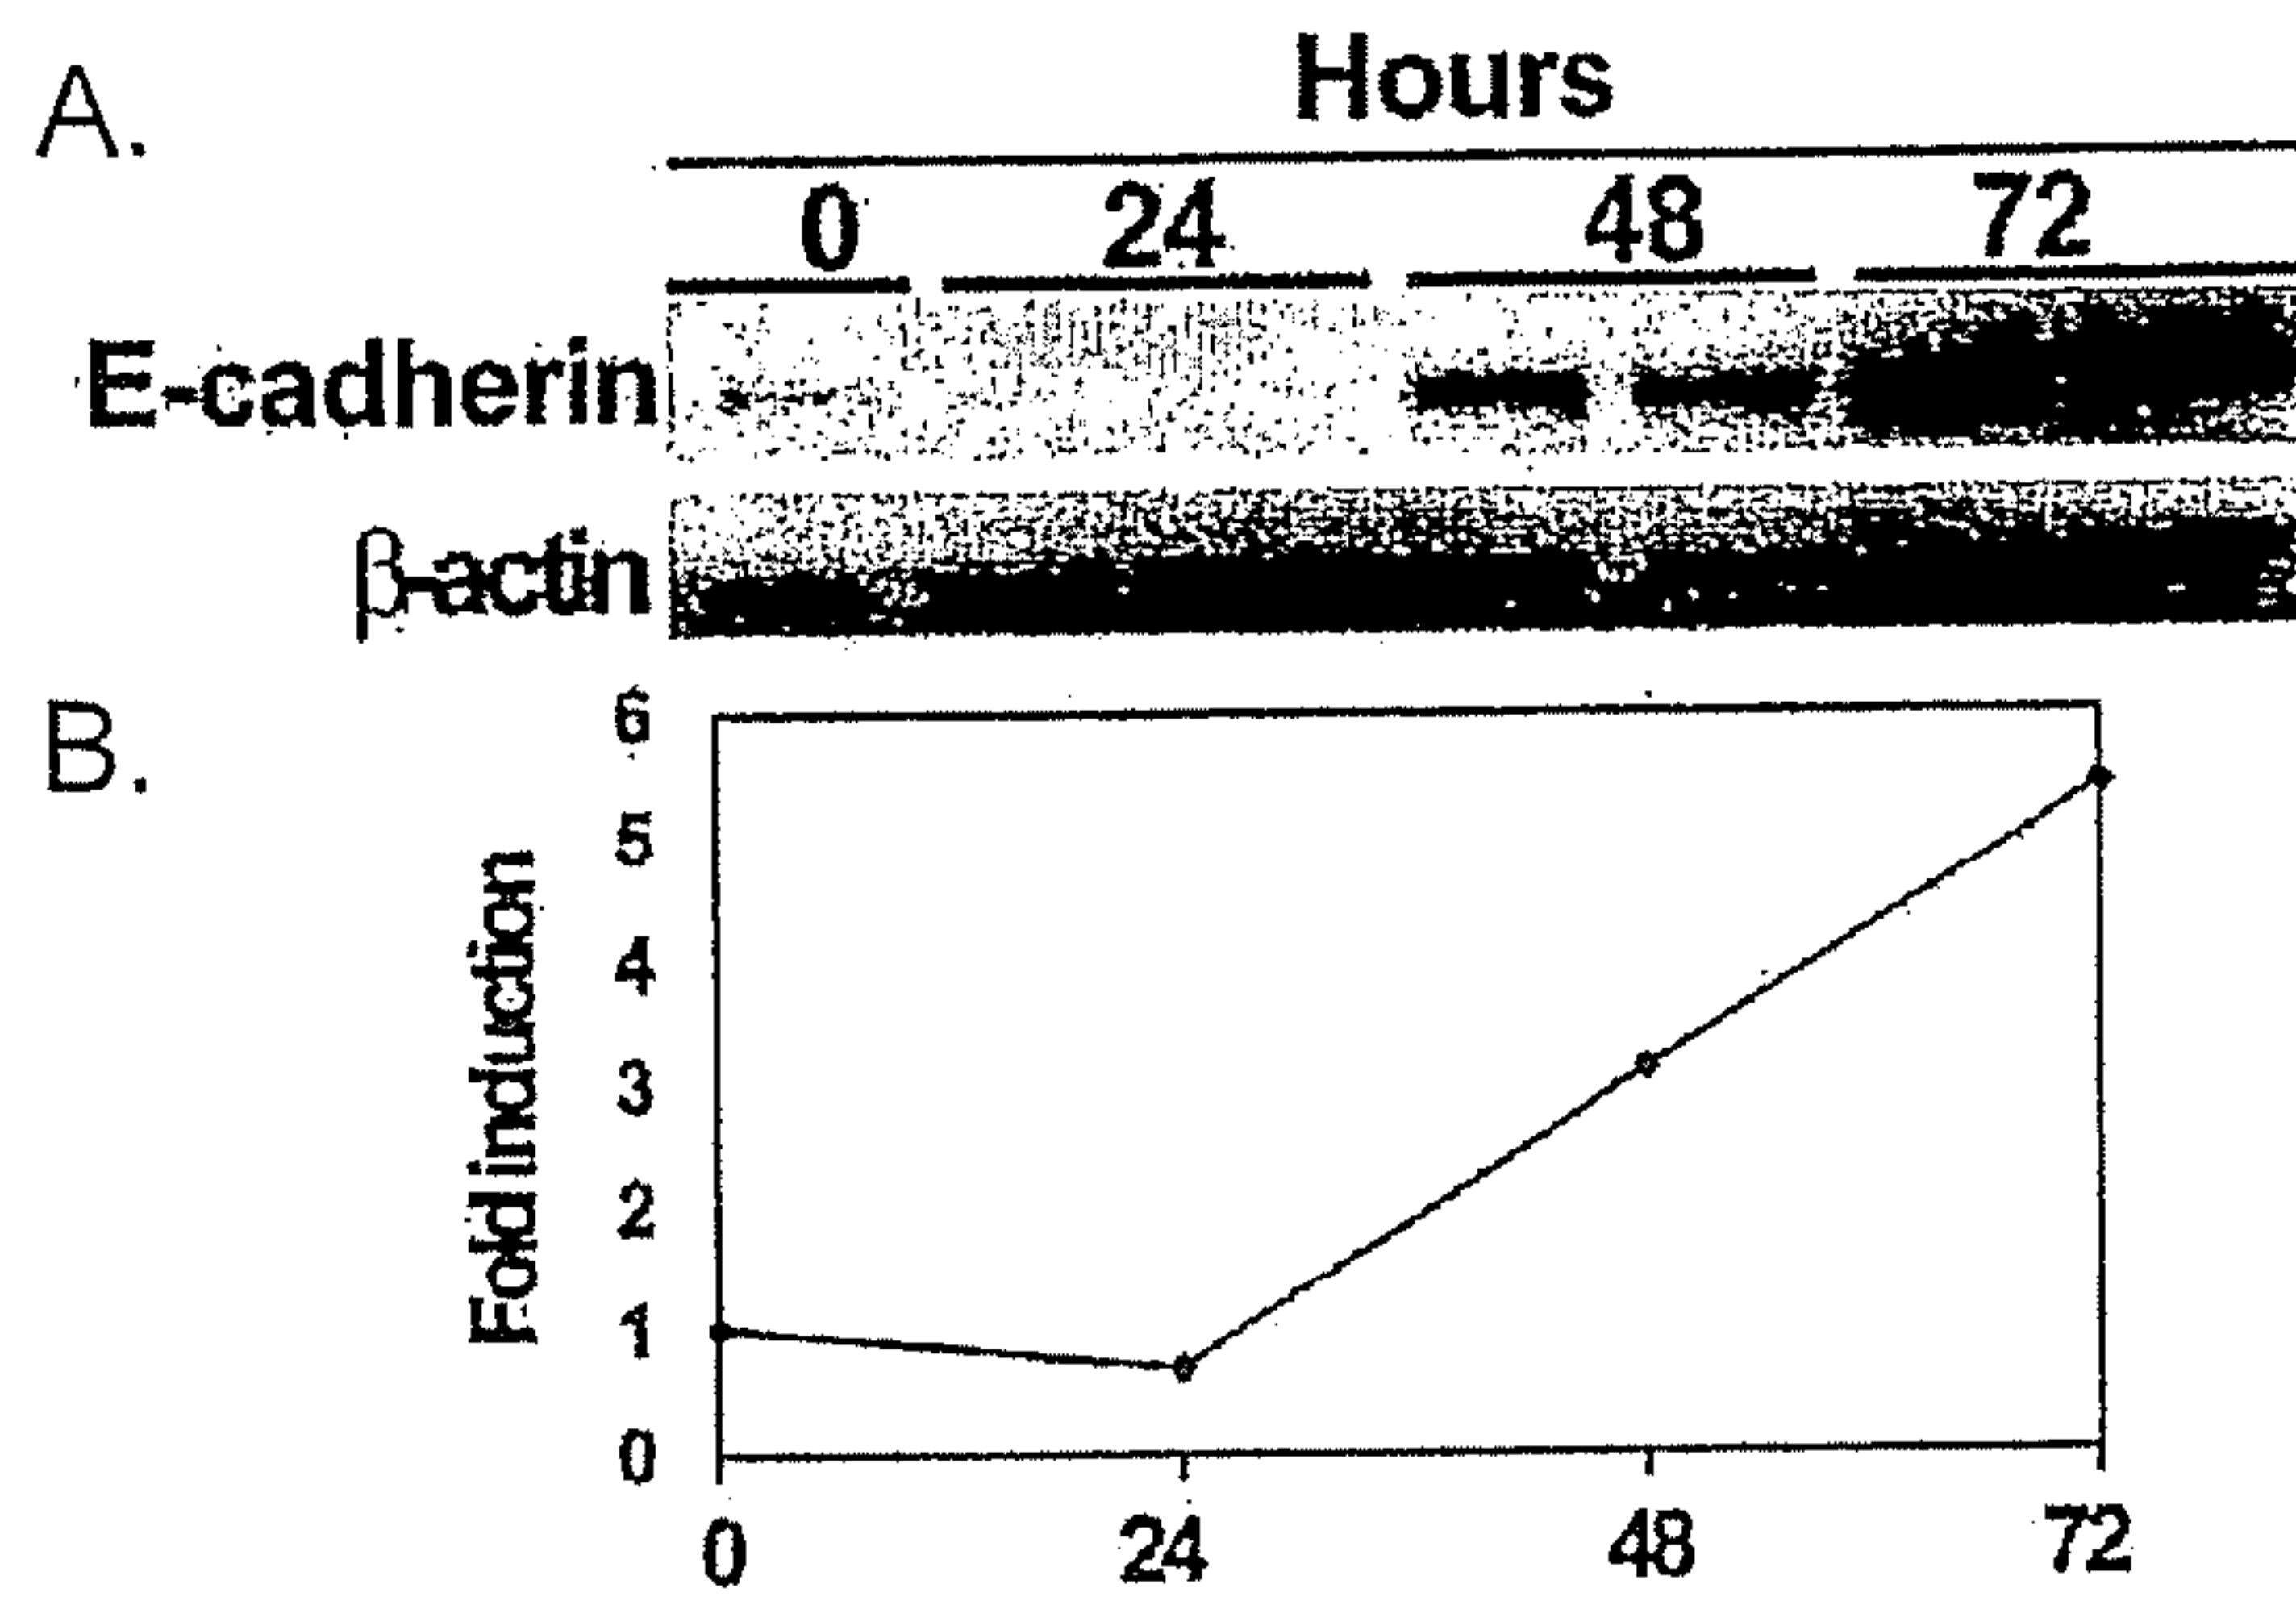 A.
Hours
0 24 48 72
E-cadherin
β-actin
B.
6
5
4
3
2
1
0
Fold induction
0 24 48 72